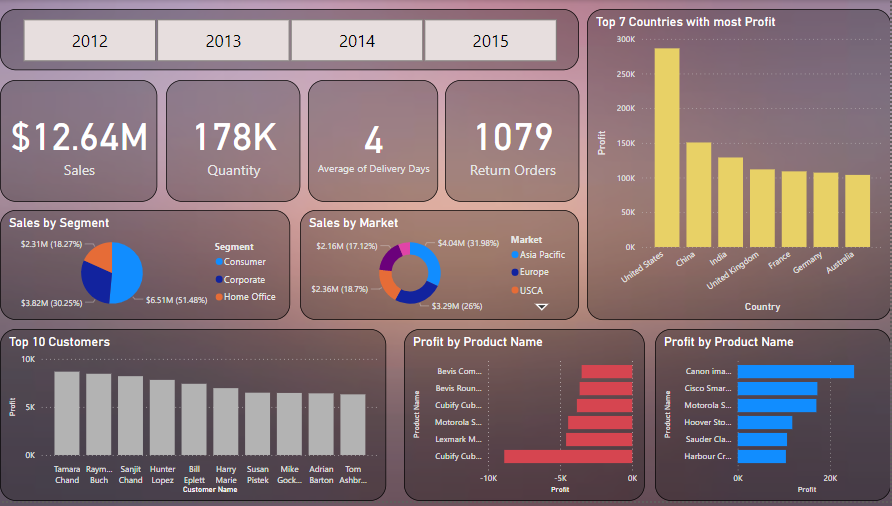 2012
2013
2014
2015
$12.64M
Sales
178K
Quantity
4
Average of Delivery Days
1079
Return Orders
Top 7 Countries with most Profit
300K
250K
200K
150K
100K
50K
0K
Profit
United States
China
India
United Kingdom
France
Germany
Australia
Country
Sales by Segment
$2.31M (18.27%)
$3.82M (30.25%)
$6.51M (51.48%)
Segment
Consumer
Corporate
Home Office
Sales by Market
$2.16M (17.12%)
$4.04M (31.98%)
$2.36M (18.7%)
$3.29M (26%)
Market
Asia Pacific
Europe
USCA
Top 10 Customers
10K
5K
0K
Profit
Tamara
Chand
Raym...
Buch
Sanjit
Chand
Hunter
Lopez
Bill
Eplett
Harry
Marie
Susan
Pistek
Mike
Gock...
Adrian
Barton
Tom
Ashbr...
Customer Name
Profit by Product Name
Product Name
Bevis Com...
Bevis Roun...
Cubify Cub...
Motorola S...
Lexmark M...
Cubify Cub...
-10K
-5K
0K
Profit
Profit by Product Name
Product Name
Canon ima...
Cisco Smar...
Motorola S...
Hoover Sto...
Sauder Cla...
Harbour Cr...
0K
20K
Profit